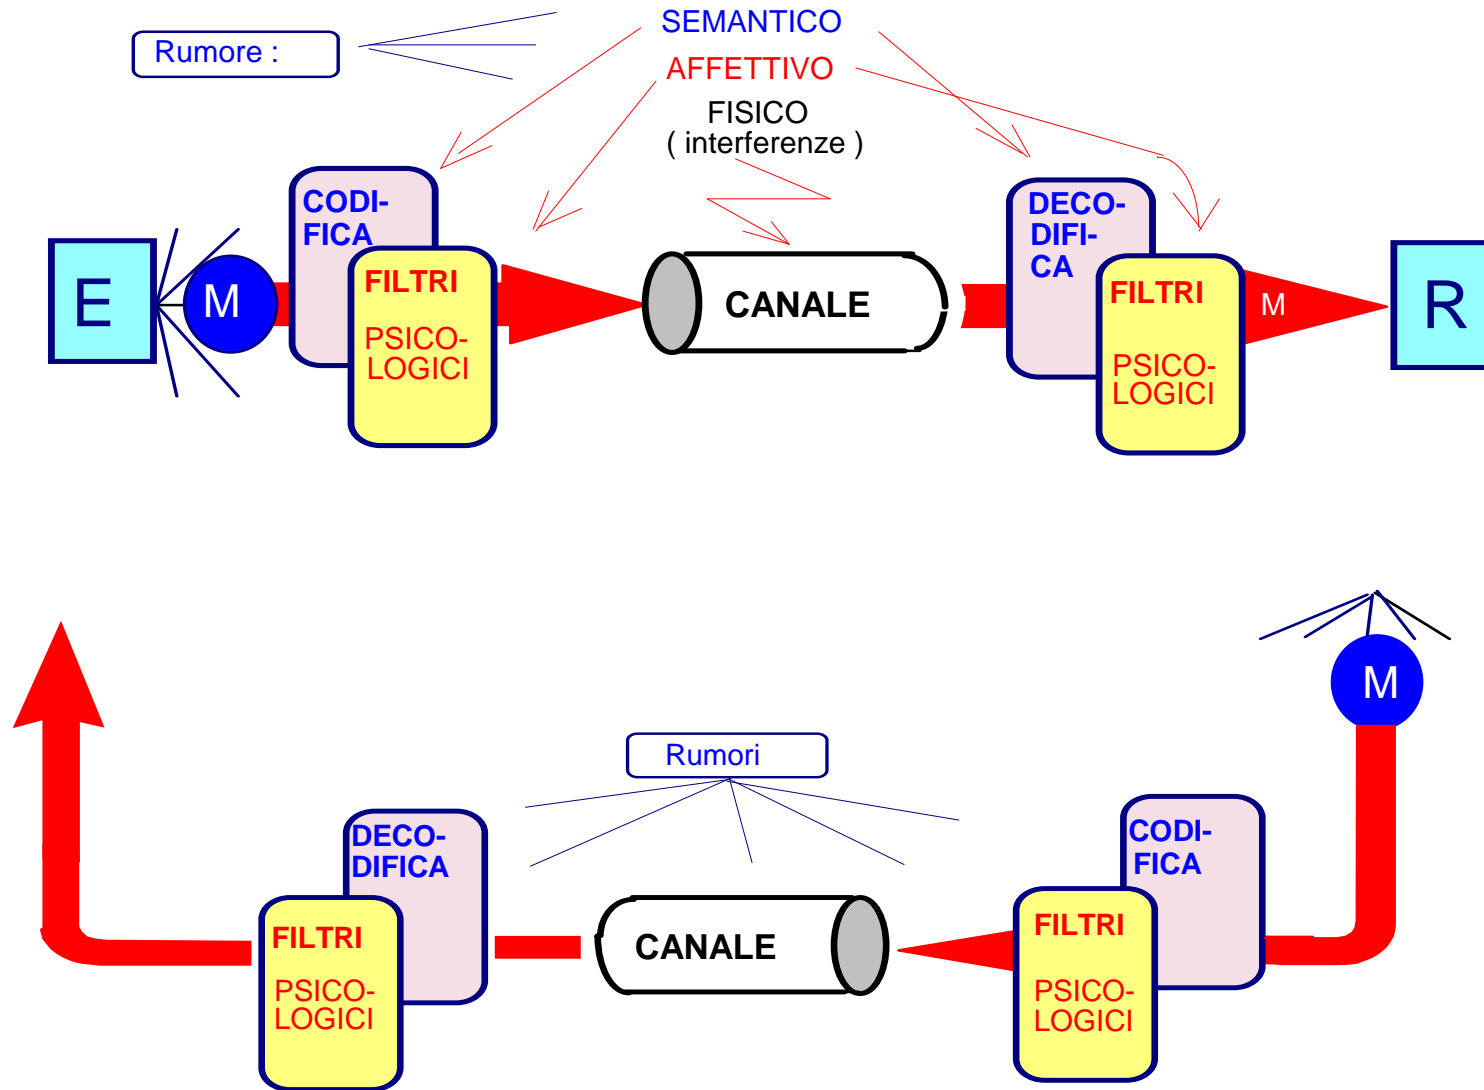 SEMANTICO
Rumore :
AFFETTIVO
FISICO
( interferenze )
E
M
CODI-
FICA
FILTRI
PSICO-
LOGICI
CANALE
DECO-
DIFI-
CA
FILTRI
PSICO-
LOGICI
M
R
M
Rumori
DECO-
DIFICA
FILTRI
PSICO-
LOGICI
CANALE
CODI-
FICA
FILTRI
PSICO-
LOGICI